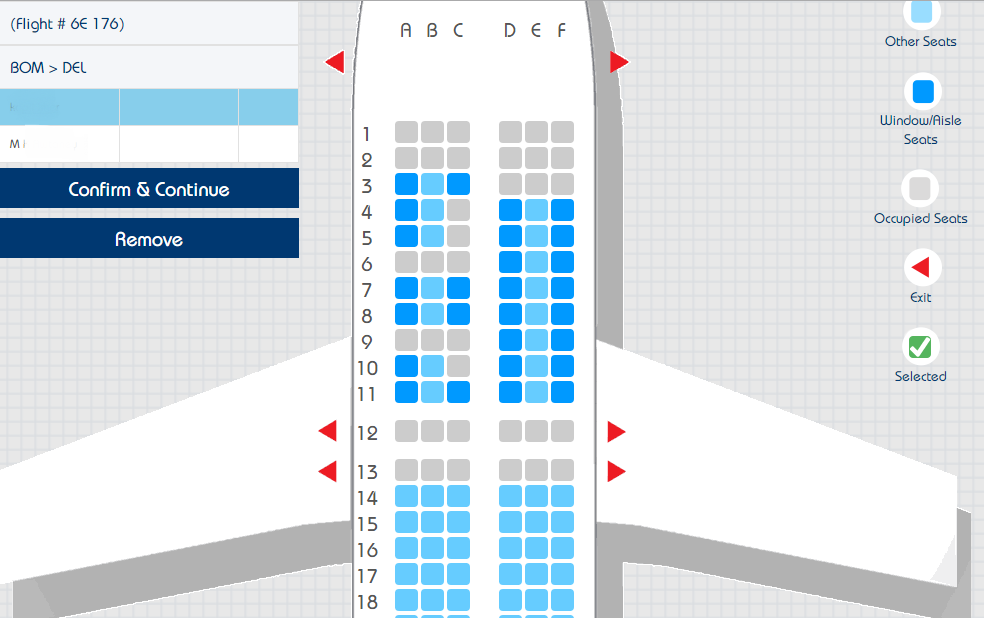 (Flight # 6E 176)
BOM > DEL
M
Confirm & Continue
Remove
A B C D E F
1
2
3
4
5
6
7
8
9
10
11
12
13
14
15
16
17
18
Other Seats
Window/Aisle
Seats
Occupied Seats
Exit
Selected